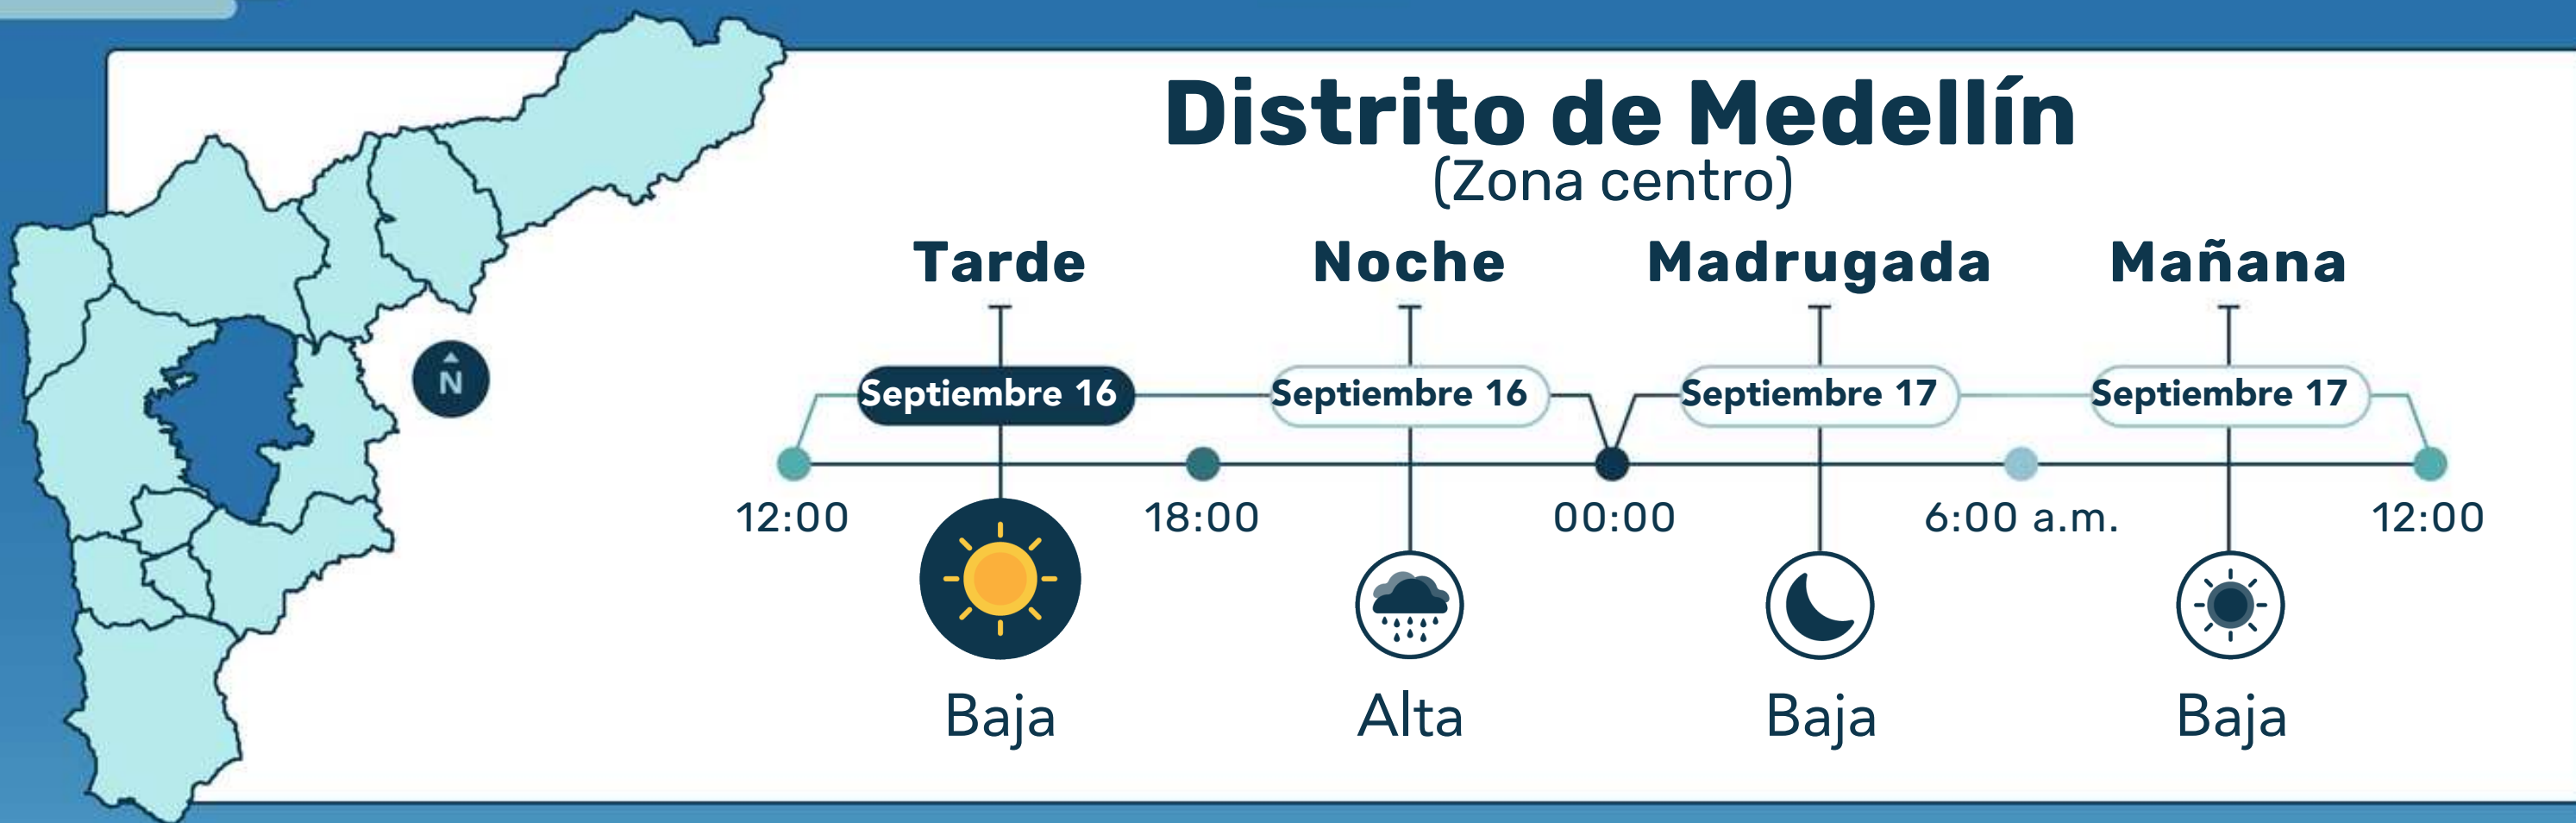 Distrito de Medellín
(Zona centro)
Tarde Noche Madrugada Mañana
Septiembre 16 Septiembre 16 Septiembre 17 Septiembre 17
N
12:00 18:00 00:00 6:00 a.m. 12:00
Baja Alta Baja Baja